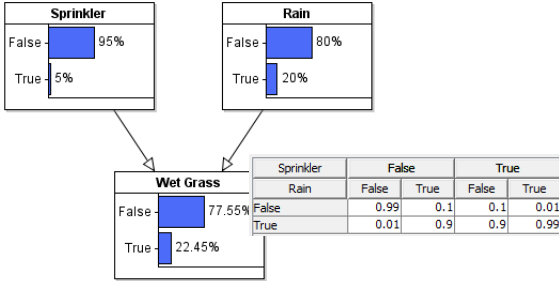 Sprinkler
False 95%
True 5%
Rain
False 80%
True 20%
Wet Grass
False 77.55%
True 22.45%
Sprinkler False True
Rain False True False True
False 0.99 0.1 0.1 0.01
True 0.01 0.9 0.9 0.99